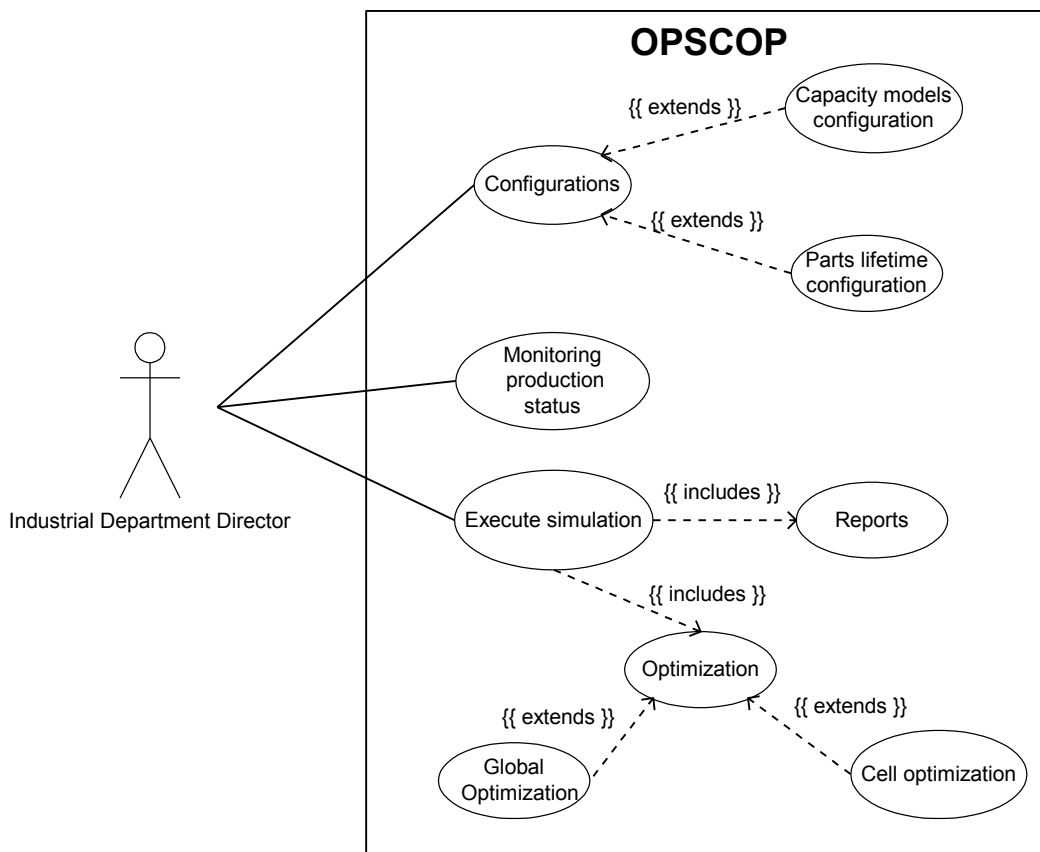 OPSCOP
Capacity models
configuration
{{ extends }}
Configurations
{{ extends }}
Parts lifetime
configuration
Monitoring
production
status
Industrial Department Director
Execute simulation
{{ includes }}
Reports
{{ includes }}
Optimization
{{ extends }}
{{ extends }}
Global
Optimization
Cell optimization